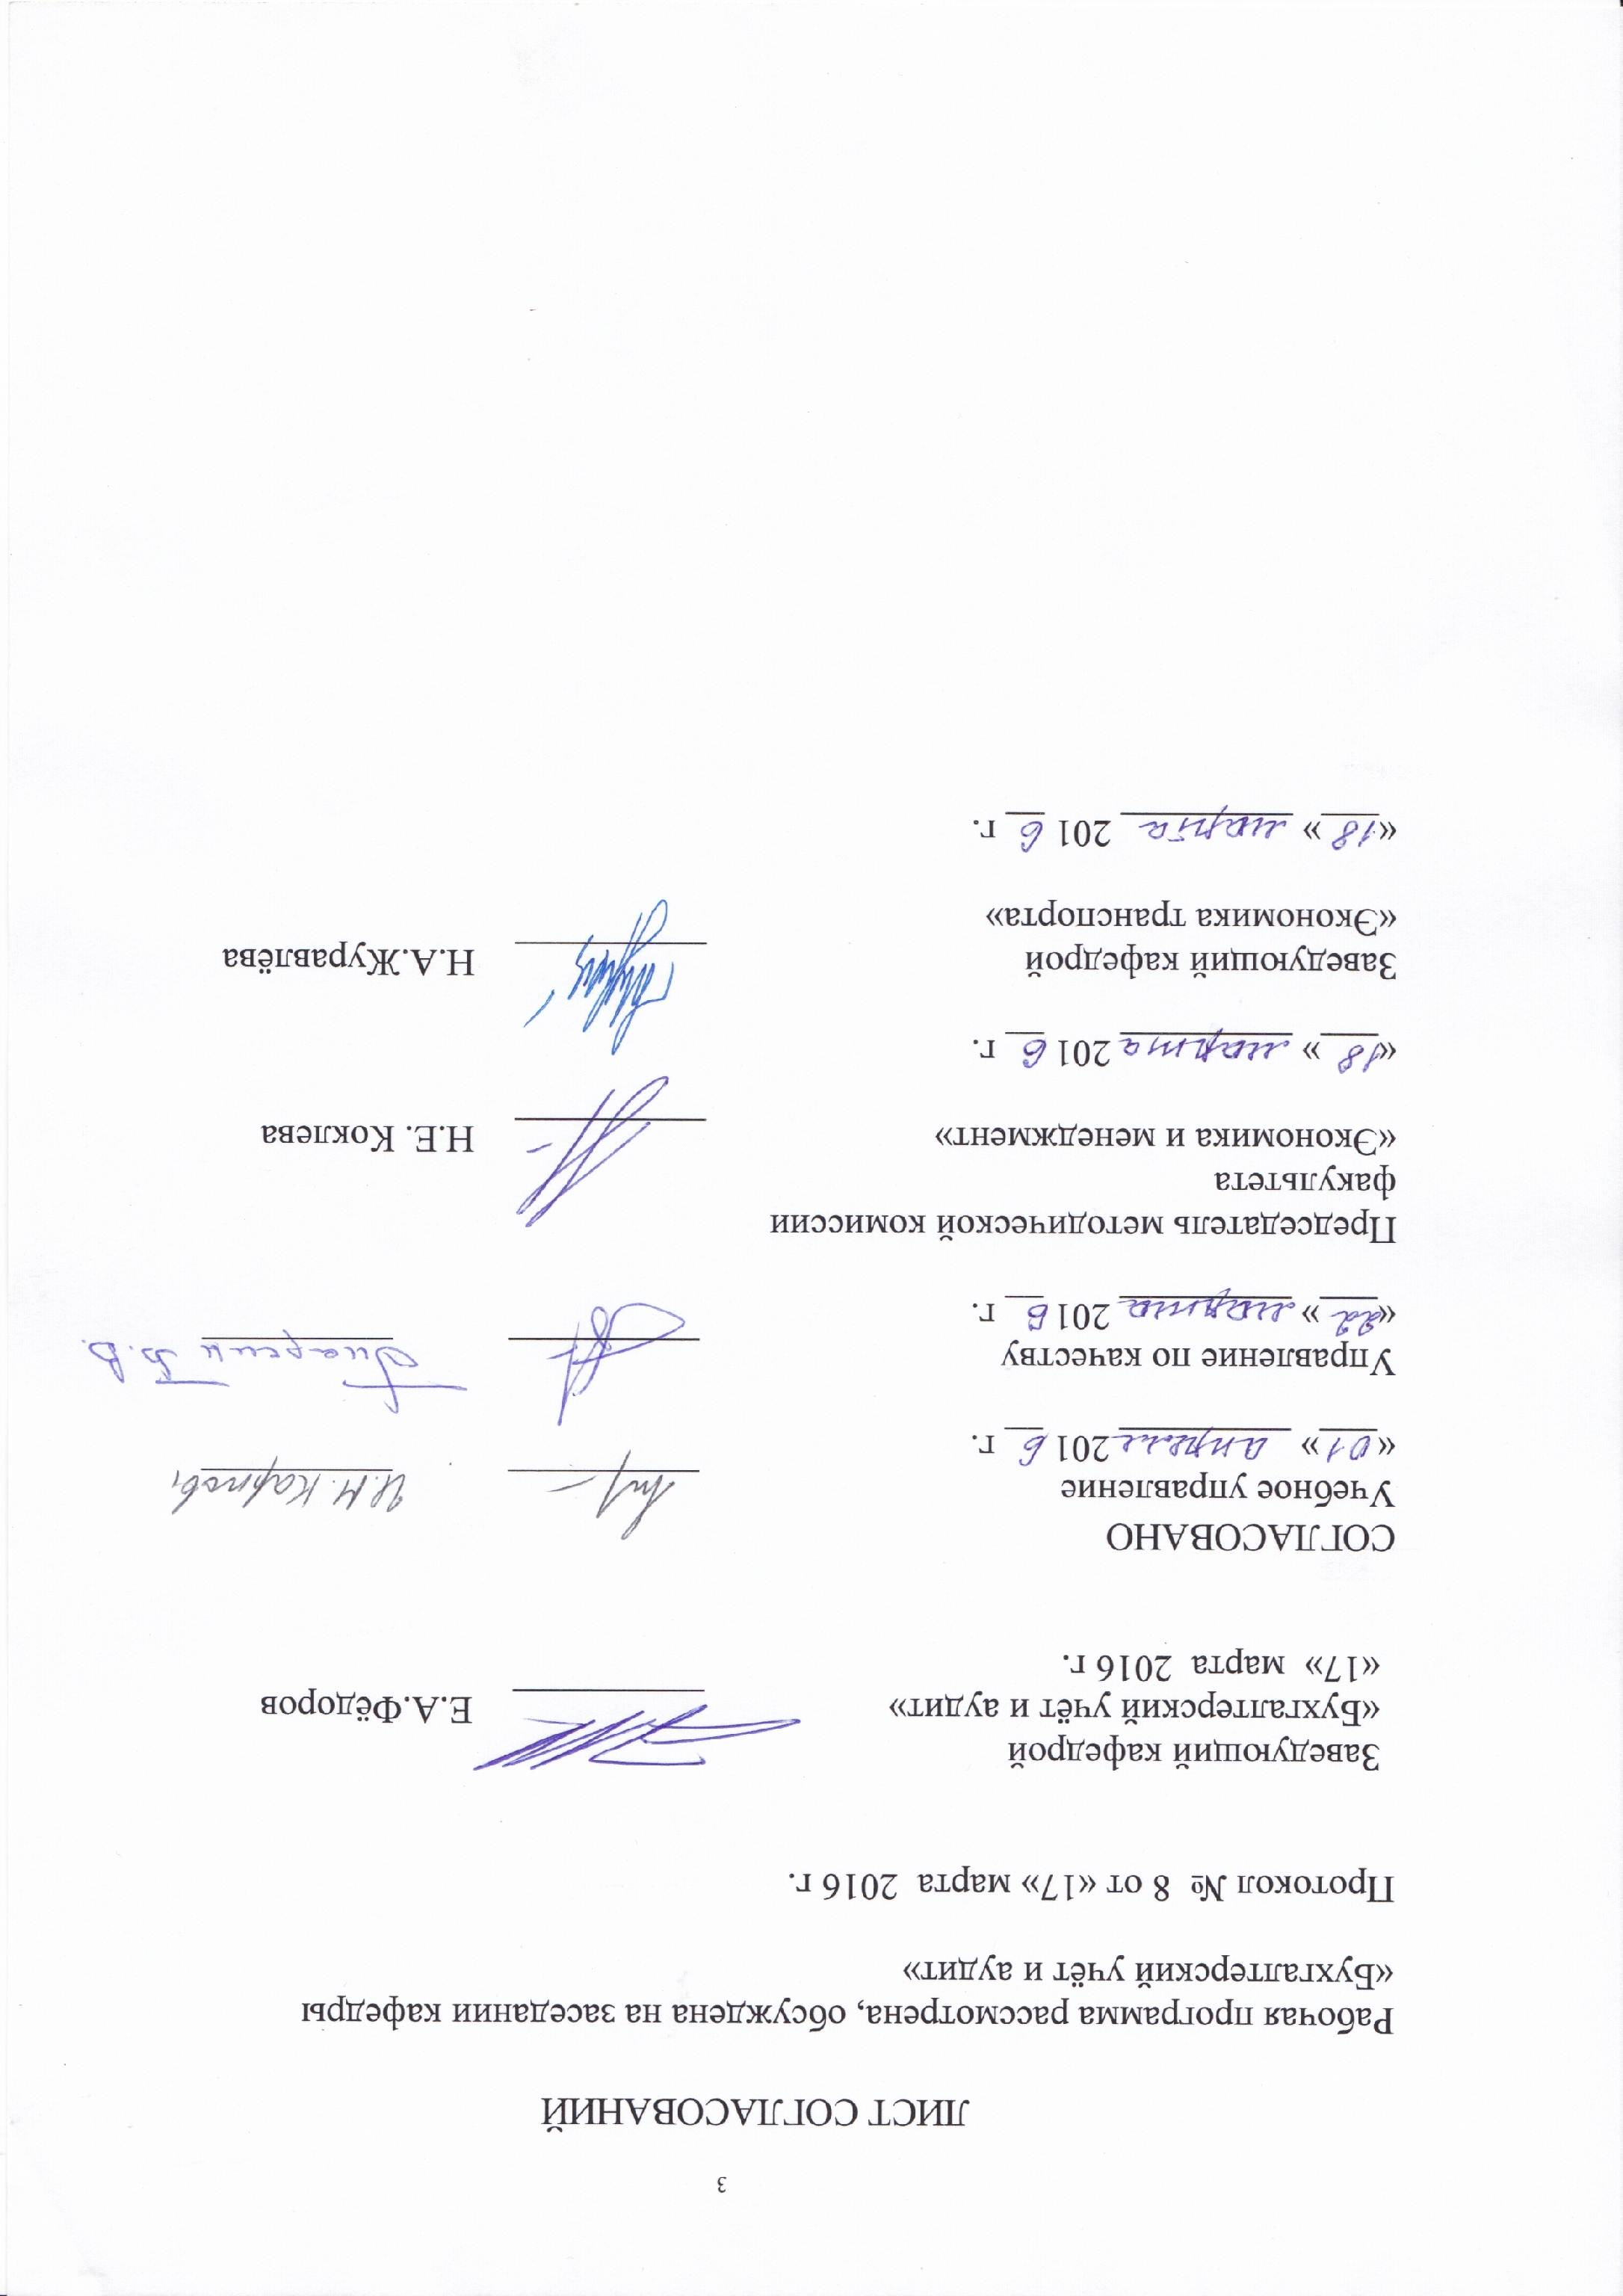 3
ЛИСТ СОГЛАСОВАНИЙ
Рабочая программа рассмотрена, обсуждена на заседании кафедры
«Бухгалтерский учёт и аудит»
Протокол № 8 от «17» марта 2016 г.
Заведующий кафедрой
«Бухгалтерский учёт и аудит» Е.А.Фёдоров
«17» марта 2016 г.
СОГЛАСОВАНО
Учебное управление И.М. Карпов
«01» апреля 2016 г.
Управление по качеству Б.В.
«22» марта 2016 г.
Председатель методической комиссии
факультета
«Экономика и менеджмент» Н.Е. Коклева
«18» марта 2016 г.
Заведующий кафедрой Н.А.Журавлёва
«Экономика транспорта»
«18» марта 2016 г.